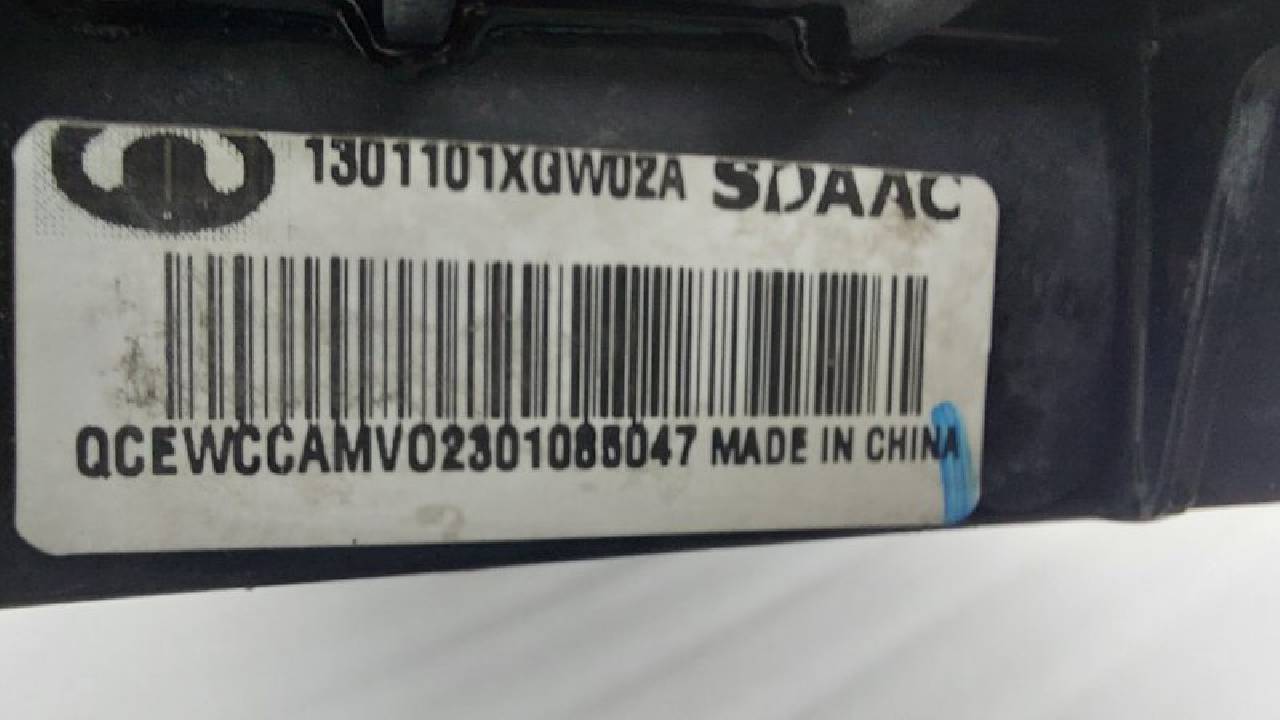 1301101XGW02A SDAAC
QCEWCCAMV02301085047 MADE IN CHINA